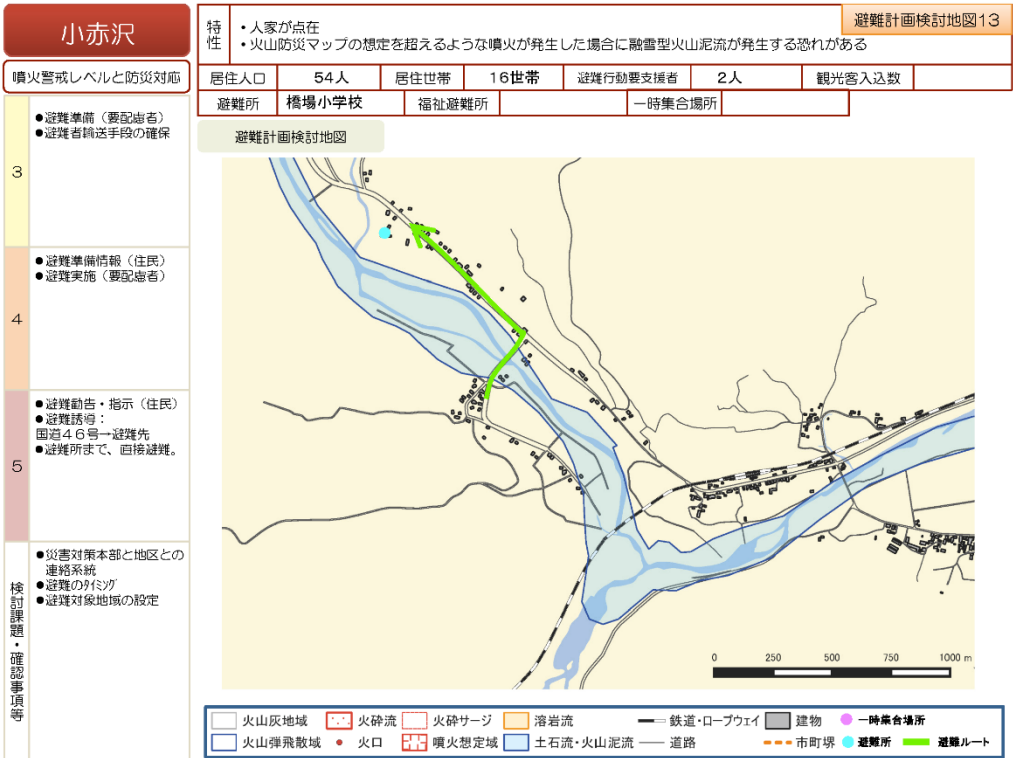 小赤沢
特性
・人家が点在
・火山防災マップの想定を超えるような噴火が発生した場合に融雪型火山泥流が発生する恐れがある
避難計画検討地図13
噴火警戒レベルと防災対応
居住人口 54人 居住世帯 16世帯 避難行動要支援者 2人 観光客入込数
避難所 橋場小学校 福祉避難所 一時集合場所
避難計画検討地図
3
●避難準備（要配慮者）
●避難者輸送手段の確保
4
●避難準備情報（住民）
●避難実施（要配慮者）
5
●避難勧告・指示（住民）
●避難誘導：
国道４６号→避難先
●避難所まで、直接避難。
検討課題・確認事項等
●災害対策本部と地区との
連絡系統
●避難のﾀｲﾐﾝｸﾞ
●避難対象地域の設定
0 250 500 750 1000 m
火山灰地域 火砕流 火砕サージ 溶岩流 鉄道・ロープウェイ 建物 一時集合場所
火山弾飛散域 火口 噴火想定域 土石流・火山泥流 道路 市町堺 避難所 避難ルート